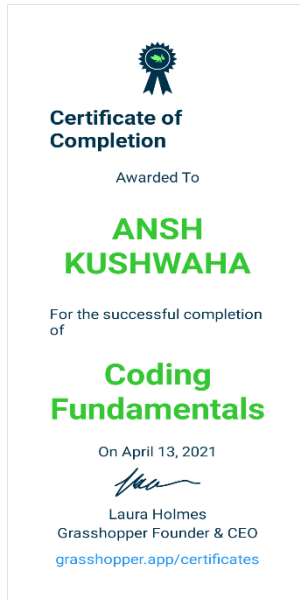 Certificate of
Completion
Awarded To
ANSH
KUSHWAHA
For the successful completion
of
Coding
Fundamentals
On April 13, 2021
Laura Holmes
Grasshopper Founder & CEO
grasshopper.app/certificates